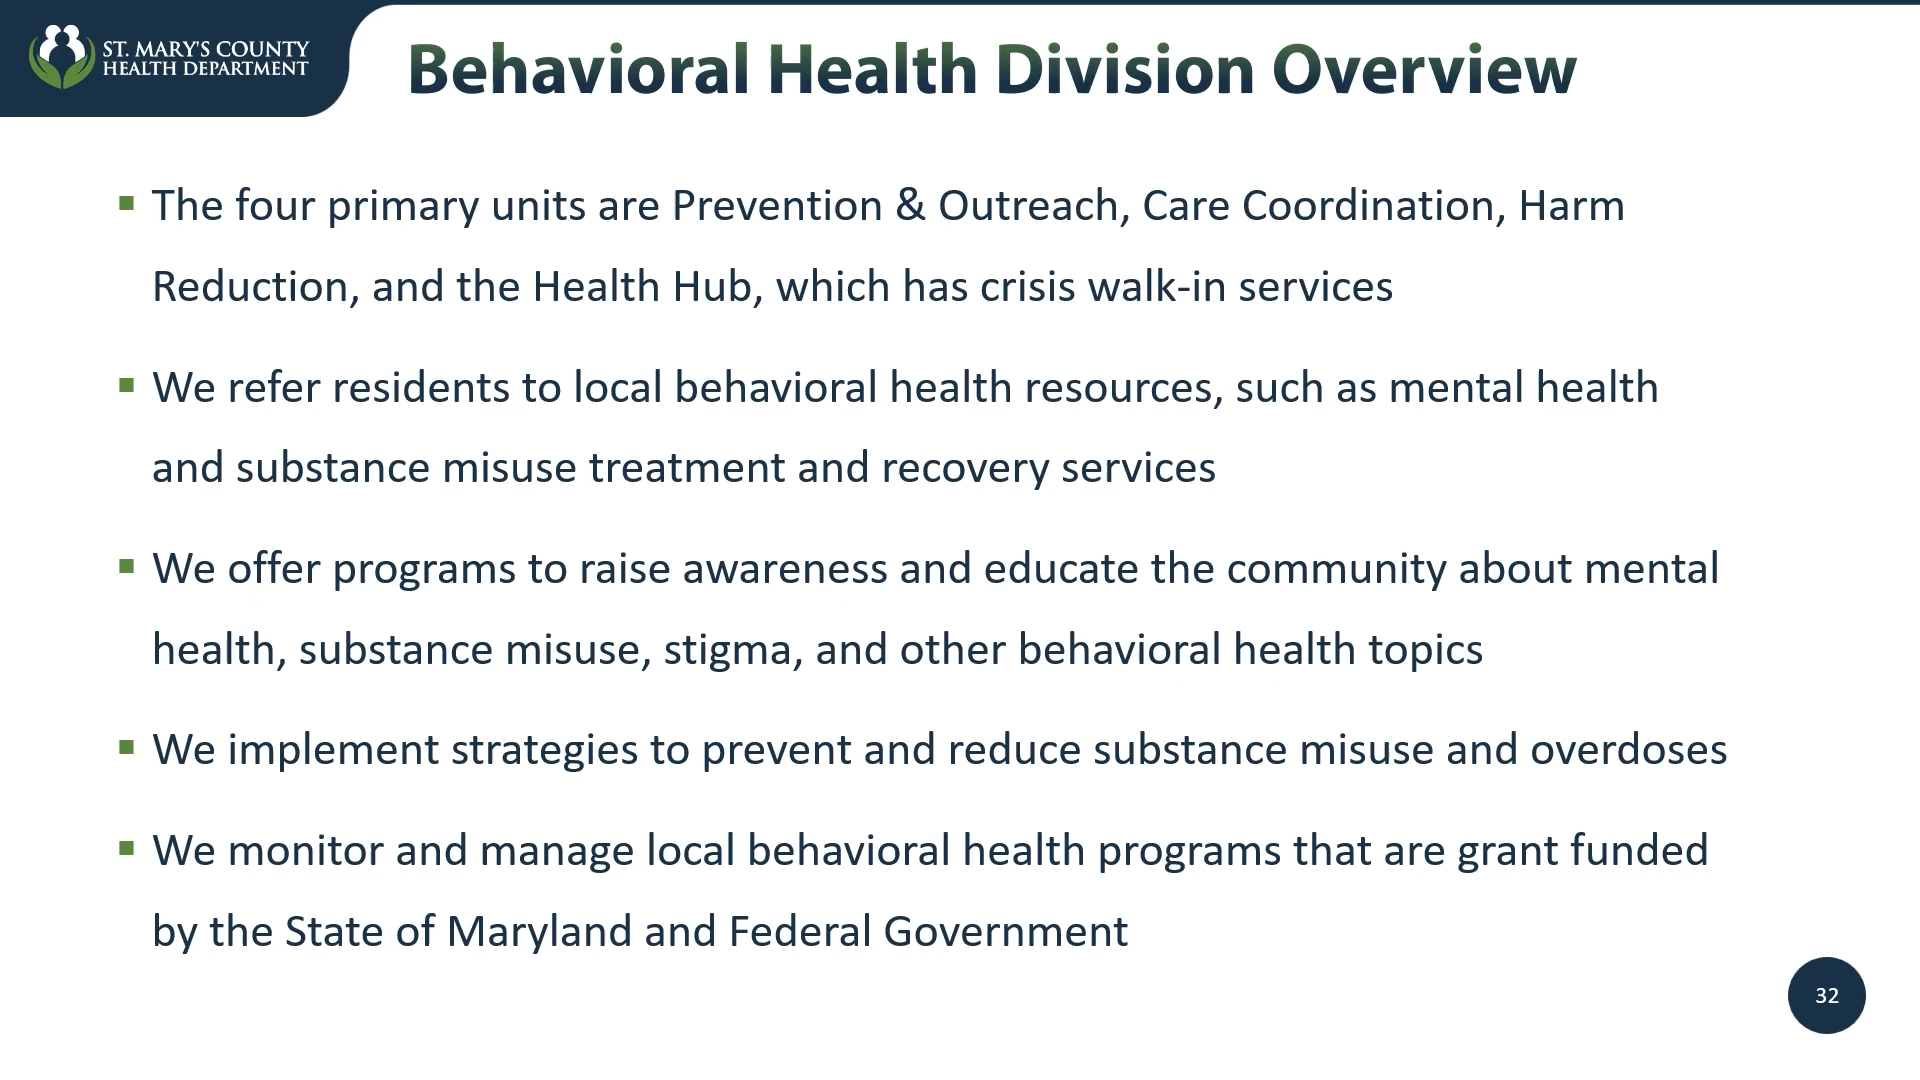 ST. MARY'S COUNTY
HEALTH DEPARTMENT
Behavioral Health Division Overview
▪ The four primary units are Prevention & Outreach, Care Coordination, Harm
Reduction, and the Health Hub, which has crisis walk-in services
▪ We refer residents to local behavioral health resources, such as mental health
and substance misuse treatment and recovery services
▪ We offer programs to raise awareness and educate the community about mental
health, substance misuse, stigma, and other behavioral health topics
▪ We implement strategies to prevent and reduce substance misuse and overdoses
▪ We monitor and manage local behavioral health programs that are grant funded
by the State of Maryland and Federal Government
32